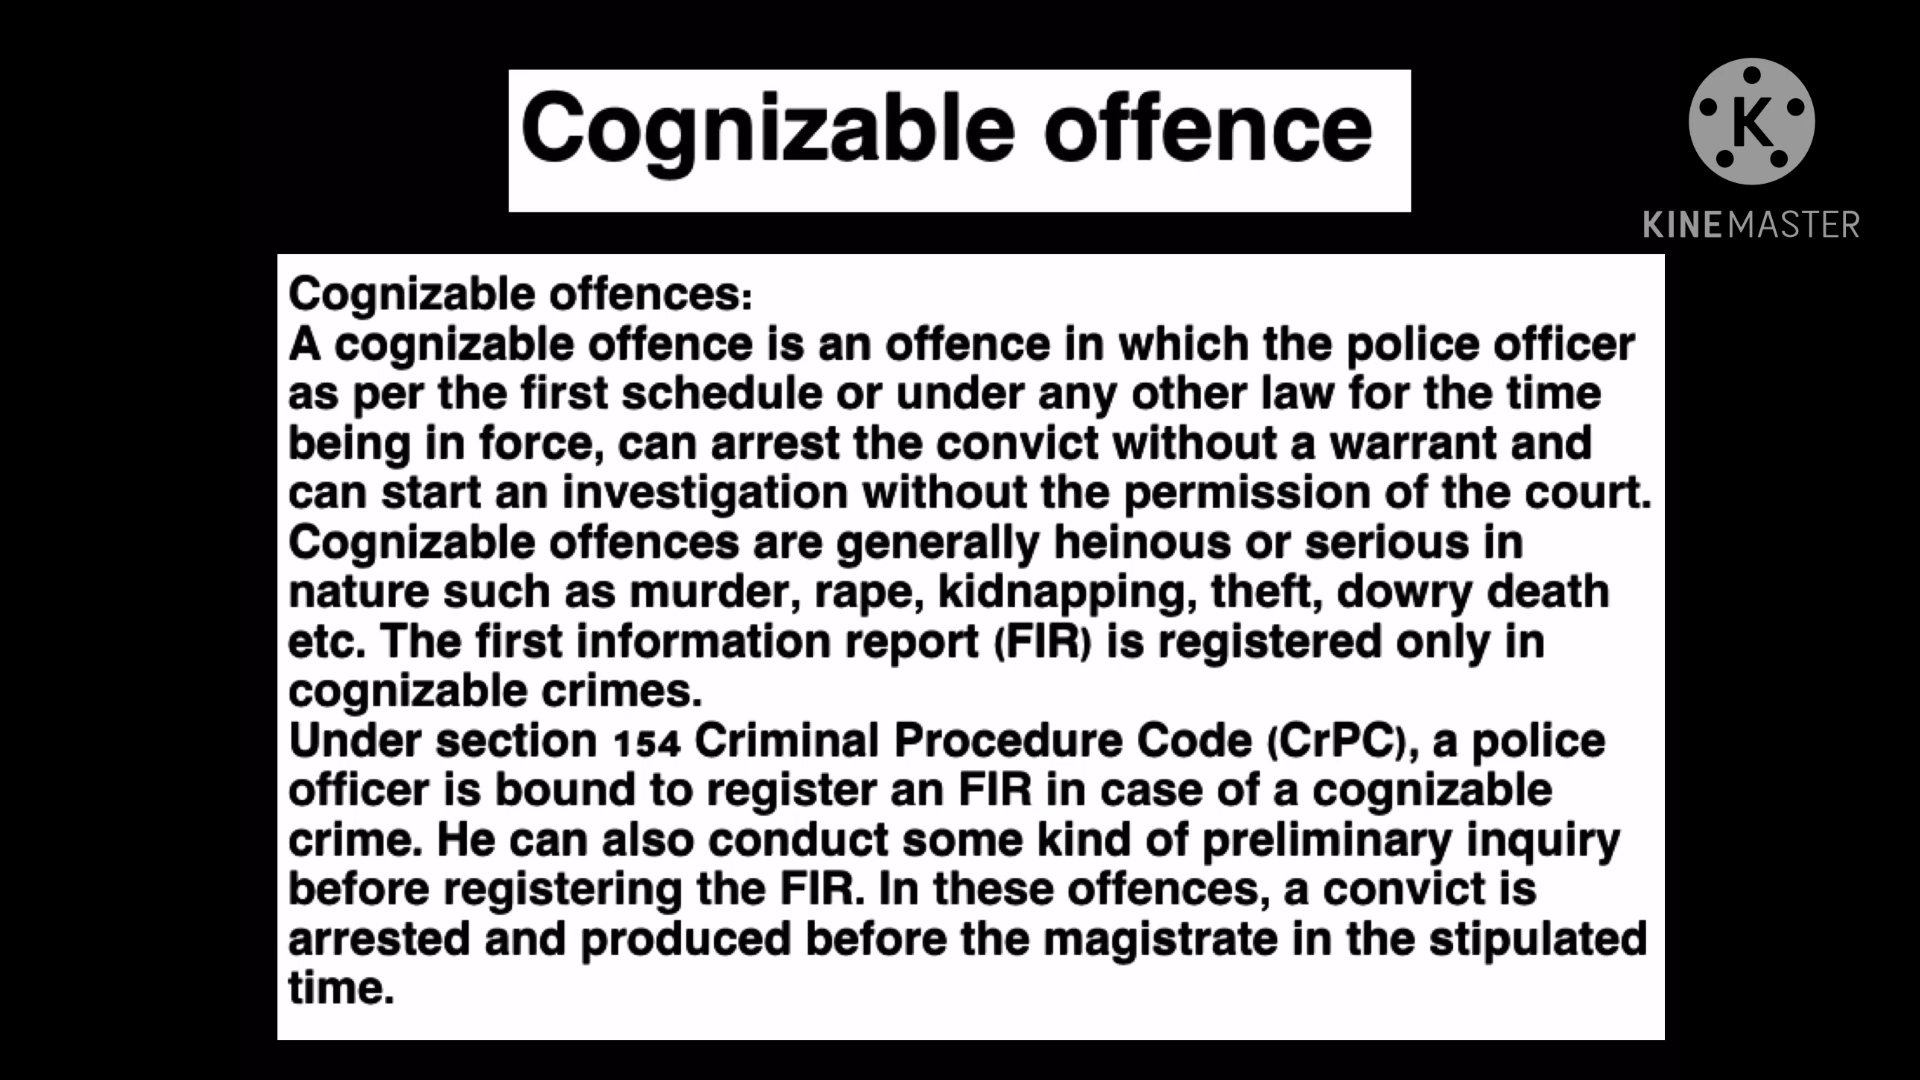 Cognizable offence
K
KINEMASTER
Cognizable offences:
A cognizable offence is an offence in which the police officer
as per the first schedule or under any other law for the time
being in force, can arrest the convict without a warrant and
can start an investigation without the permission of the court.
Cognizable offences are generally heinous or serious in
nature such as murder, rape, kidnapping, theft, dowry death
etc. The first information report (FIR) is registered only in
cognizable crimes.
Under section 154 Criminal Procedure Code (CrPC), a police
officer is bound to register an FIR in case of a cognizable
crime. He can also conduct some kind of preliminary inquiry
before registering the FIR. In these offences, a convict is
arrested and produced before the magistrate in the stipulated
time.